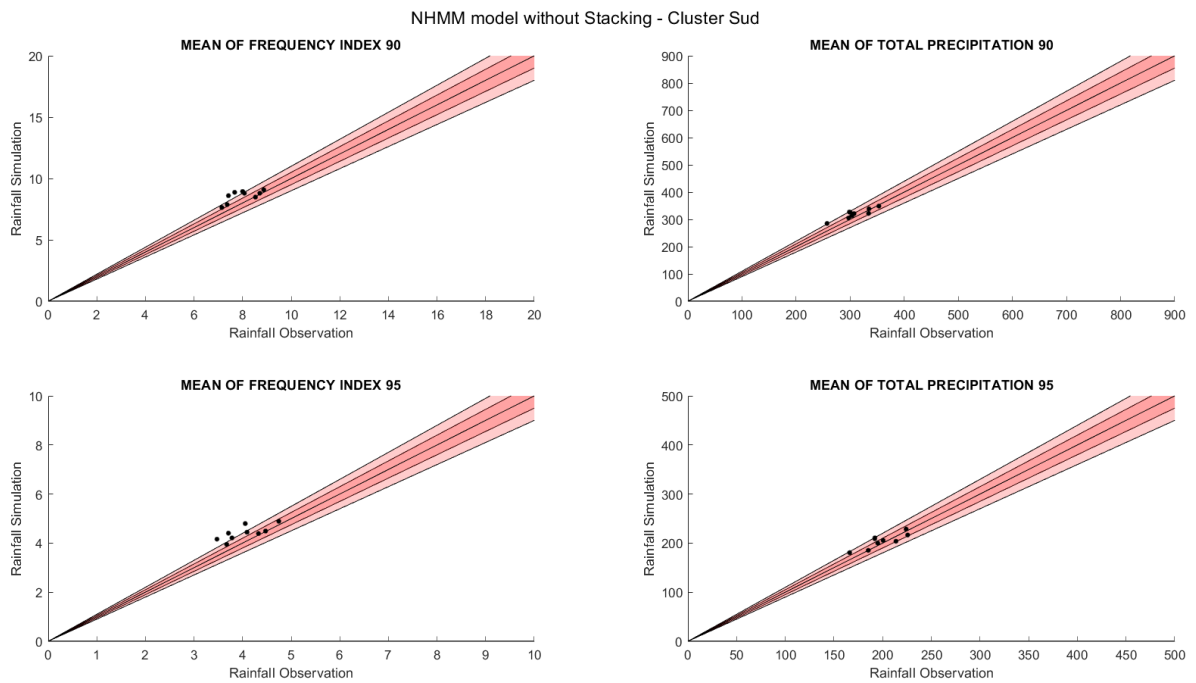 NHMM model without Stacking - Cluster Sud
MEAN OF FREQUENCY INDEX 90
20
15
10
5
0
0 2 4 6 8 10 12 14 16 18 20
Rainfall Simulation
Rainfall Observation
MEAN OF TOTAL PRECIPITATION 90
900
800
700
600
500
400
300
200
100
0
0 100 200 300 400 500 600 700 800 900
Rainfall Simulation
Rainfall Observation
MEAN OF FREQUENCY INDEX 95
10
8
6
4
2
0
0 1 2 3 4 5 6 7 8 9 10
Rainfall Simulation
Rainfall Observation
MEAN OF TOTAL PRECIPITATION 95
500
400
300
200
100
0
0 50 100 150 200 250 300 350 400 450 500
Rainfall Simulation
Rainfall Observation